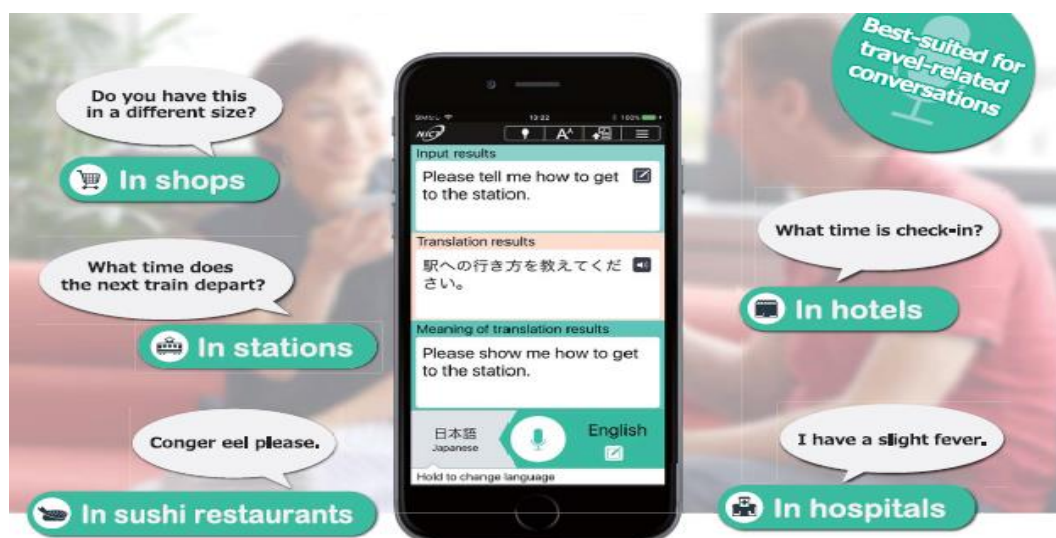 Best-suited for
travel-related
conversations
Do you have this
in a different size?
In shops
What time does
the next train depart?
In stations
Conger eel please.
In sushi restaurants
13:22
100%
NICT
A
Input results
Please tell me how to get
to the station.
Translation results
駅への行き方を教えてくだ
さい。
Meaning of translation results
Please show me how to get
to the station.
日本語
Japanese
English
Hold to change language
What time is check-in?
In hotels
I have a slight fever.
In hospitals